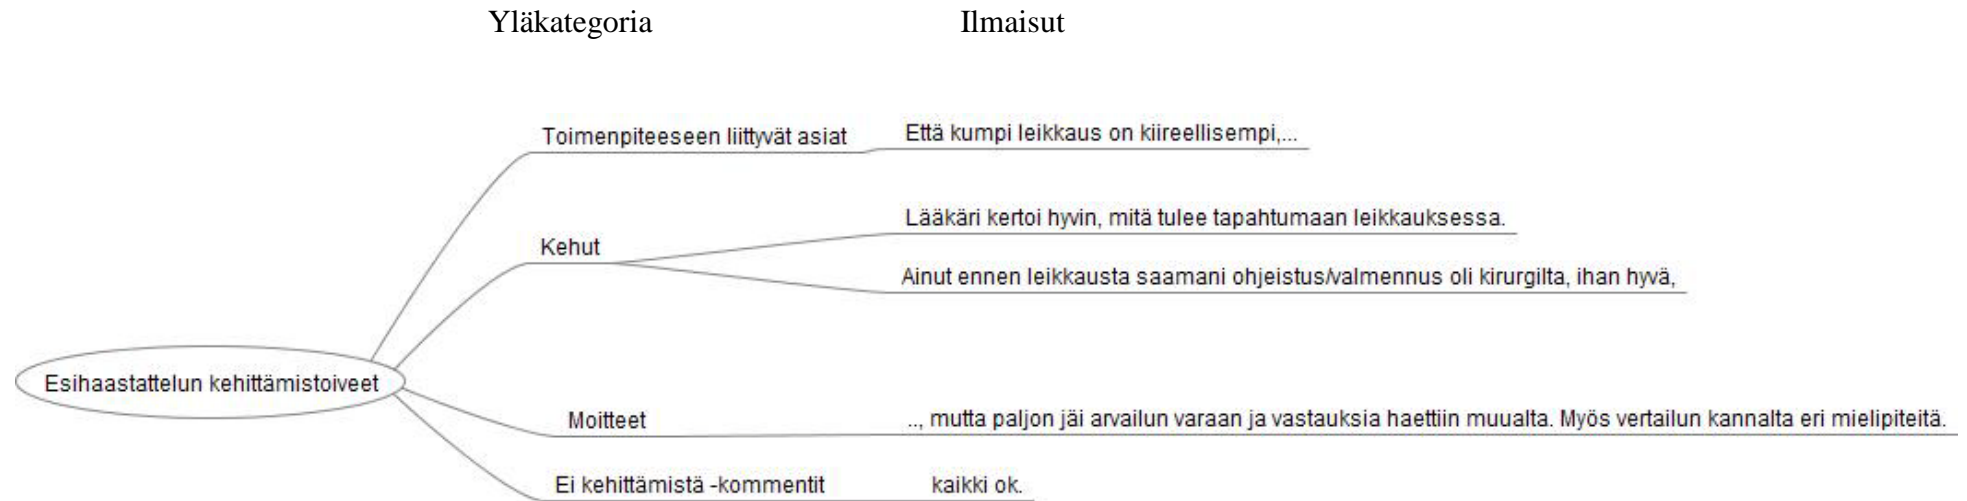 Yläkategoria Ilmaisut
Toimenpiteeseen liittyvät asiat Että kumpi leikkaus on kiireellisempi,...
Lääkäri kertoi hyvin, mitä tulee tapahtumaan leikkauksessa.
Kehut
Ainut ennen leikkausta saamani ohjeistus/valmennus oli kirurgilta, ihan hyvä,
Esihaastattelun kehittämistoiveet
Moitteet .., mutta paljon jäi arvailun varaan ja vastauksia haettiin muualta. Myös vertailun kannalta eri mielipiteitä.
Ei kehittämistä -kommentit kaikki ok.